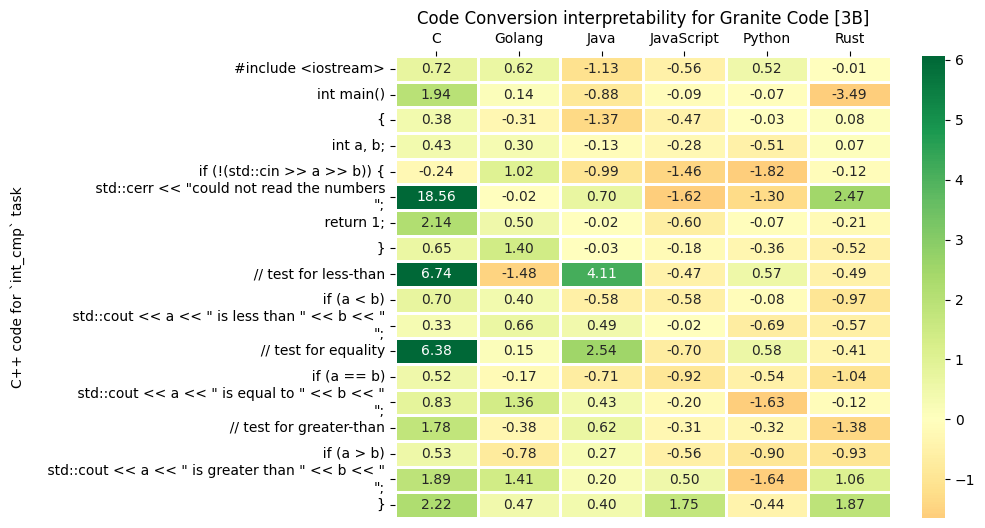 Code Conversion interpretability for Granite Code [3B]
C Golang Java JavaScript Python Rust
#include <iostream> 0.72 0.62 -1.13 -0.56 0.52 -0.01 6
int main() 1.94 0.14 -0.88 -0.09 -0.07 -3.49
{ 0.38 -0.31 -1.37 -0.47 -0.03 0.08 5
int a, b; 0.43 0.30 -0.13 -0.28 -0.51 0.07
if (!(std::cin >> a >> b)) { -0.24 1.02 -0.99 -1.46 -1.82 -0.12 4
std::cerr << "could not read the numbers
"; 18.56 -0.02 0.70 -1.62 -1.30 2.47
return 1; 2.14 0.50 -0.02 -0.60 -0.07 -0.21 3
} 0.65 1.40 -0.03 -0.18 -0.36 -0.52
// test for less-than 6.74 -1.48 4.11 -0.47 0.57 -0.49
if (a < b) 0.70 0.40 -0.58 -0.58 -0.08 -0.97 2
std::cout << a << " is less than " << b << "
"; 0.33 0.66 0.49 -0.02 -0.69 -0.57
// test for equality 6.38 0.15 2.54 -0.70 0.58 -0.41 1
if (a == b) 0.52 -0.17 -0.71 -0.92 -0.54 -1.04
std::cout << a << " is equal to " << b << "
"; 0.83 1.36 0.43 -0.20 -1.63 -0.12 0
// test for greater-than 1.78 -0.38 0.62 -0.31 -0.32 -1.38
if (a > b) 0.53 -0.78 0.27 -0.56 -0.90 -0.93
std::cout << a << " is greater than " << b << "
"; 1.89 1.41 0.20 0.50 -1.64 1.06 −1
} 2.22 0.47 0.40 1.75 -0.44 1.87
C++ code for `int_cmp` task